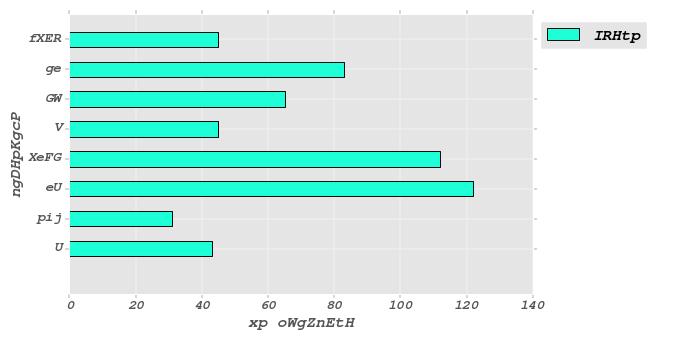 fXER
ge
GW
V
XeFG
eU
pij
U
0 20 40 60 80 100 120 140
xp oWgZnEtH
ngDHpKgcP
IRHtp